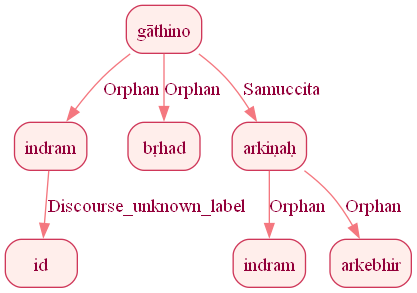 gāthino
Orphan Orphan Samuccita
indram bṛhad arkiṇaḥ
Discourse_unknown_label Orphan Orphan
id indram arkebhir